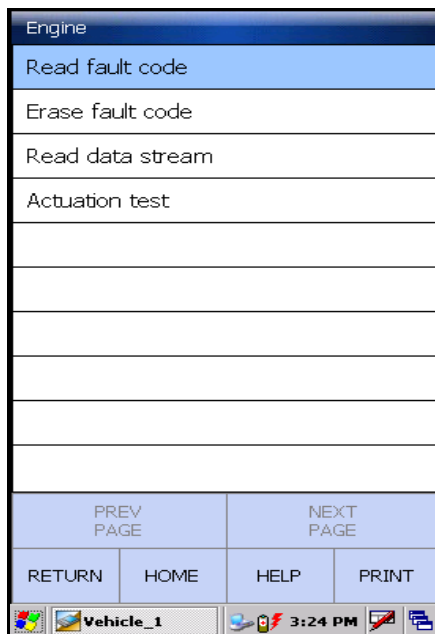 Engine
Read fault code
Erase fault code
Read data stream
Actuation test
PREV
PAGE
NEXT
PAGE
RETURN
HOME
HELP
PRINT
Vehicle_1
3:24 PM